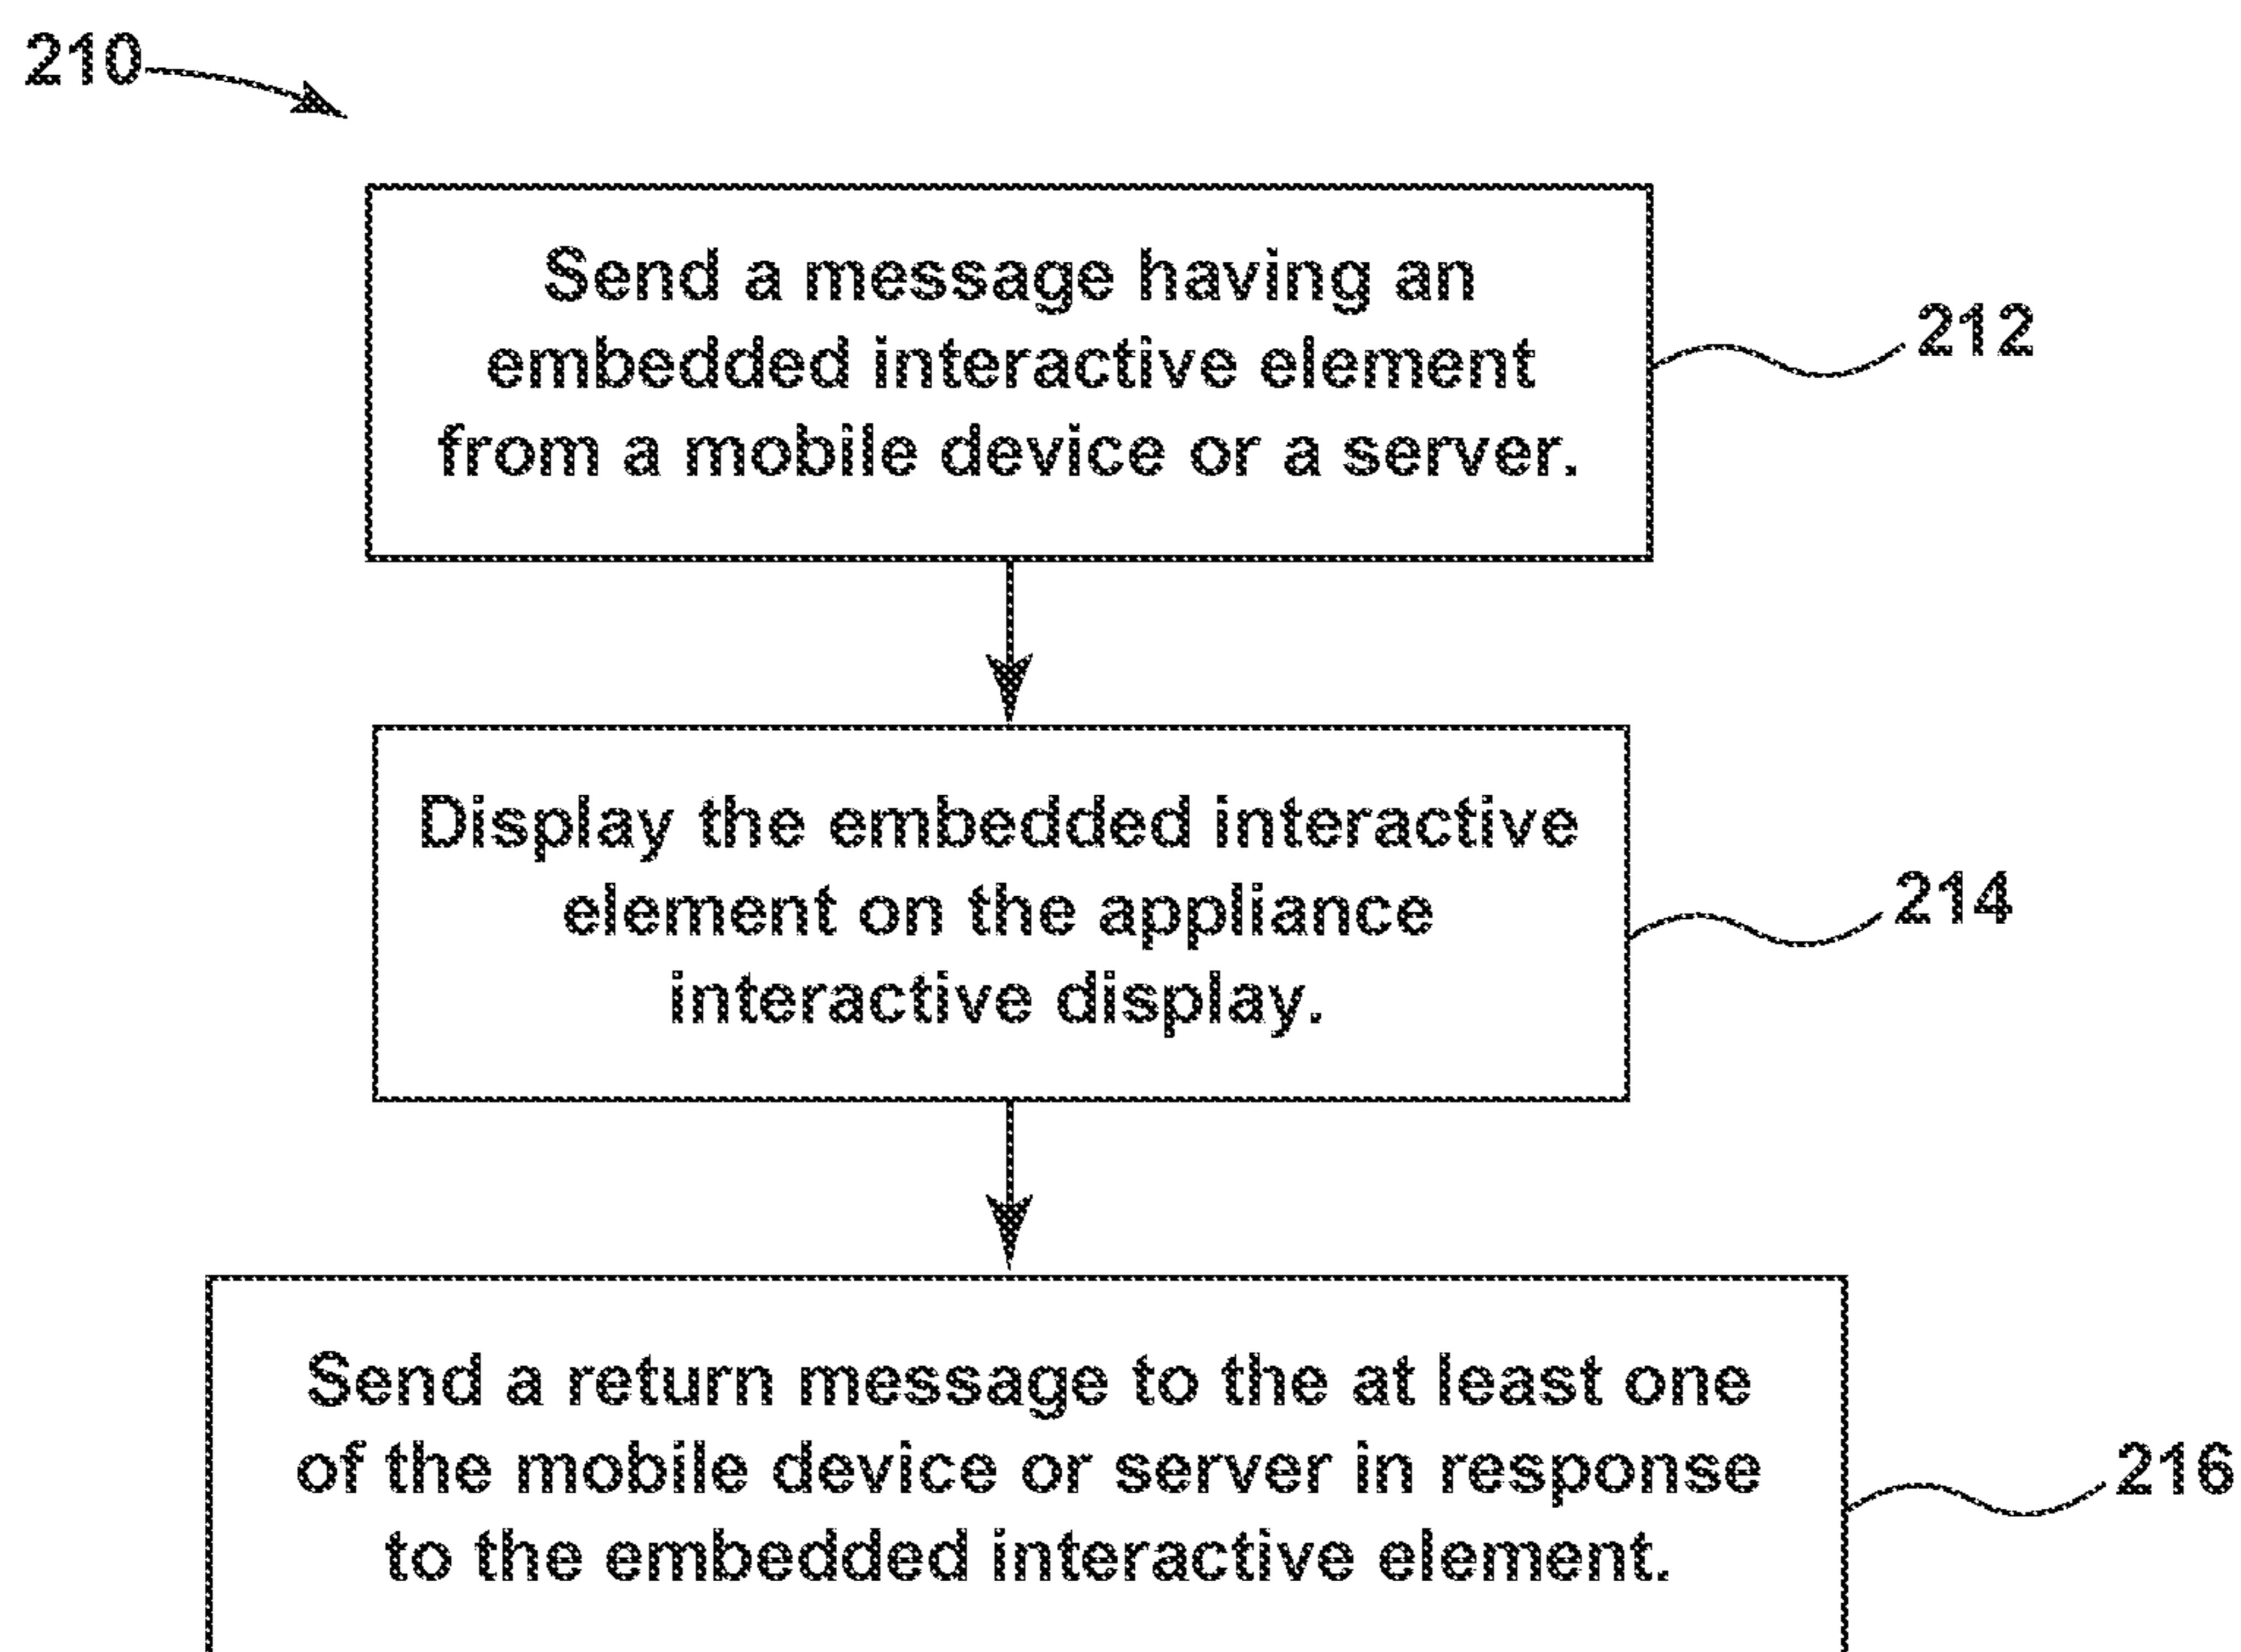 210
Send a message having an
embedded interactive element
from a mobile device or a server.
212
Display the embedded interactive
element on the appliance
interactive display.
214
Send a return message to the at least one
of the mobile device or server in response
to the embedded interactive element.
216